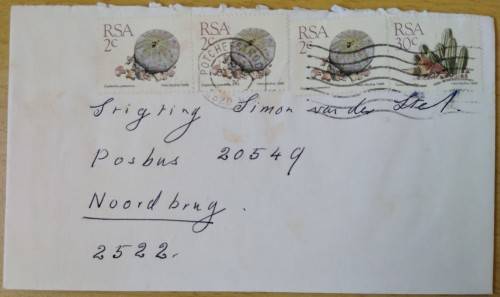 RSA RSA RSA RSA
2c 2c 2c 30c
POTCHEFSTROOM
Stigting Simon van der Stel.
Posbus 20549
Noordbrug.
2522.